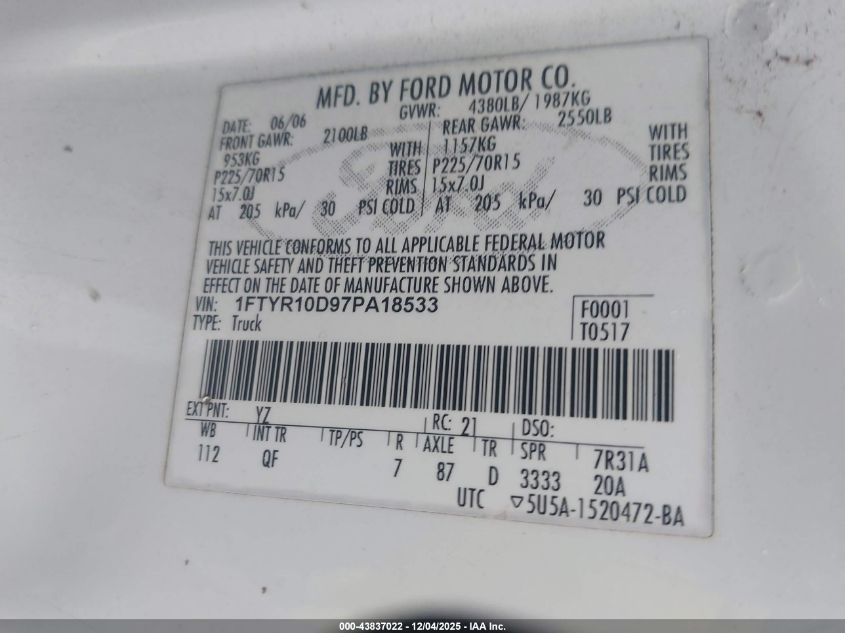 MFD. BY FORD MOTOR CO.
DATE: 06/06 GVWR: 4380LB/ 1987KG
FRONT GAWR: 2100LB REAR GAWR: 2550LB
953KG WITH 1157KG WITH
P225/70R15 TIRES P225/70R15 TIRES
15x7.0J RIMS 15x7.0J RIMS
AT 205 kPa/ 30 PSI COLD AT 205 kPa/ 30 PSI COLD
THIS VEHICLE CONFORMS TO ALL APPLICABLE FEDERAL MOTOR
VEHICLE SAFETY AND THEFT PREVENTION STANDARDS IN
EFFECT ON THE DATE OF MANUFACTURE SHOWN ABOVE.
VIN: 1FTYR10D97PA18533 F0001
TYPE: Truck T0517
EXT PNT: YZ RC: 21 DSO:
WB INT TR TP/PS R AXLE TR SPR 7R31A
112 QF 7 87 D 3333 20A
UTC ▽5U5A-1520472-BA
000-43837022 - 12/04/2025 - IAA Inc.